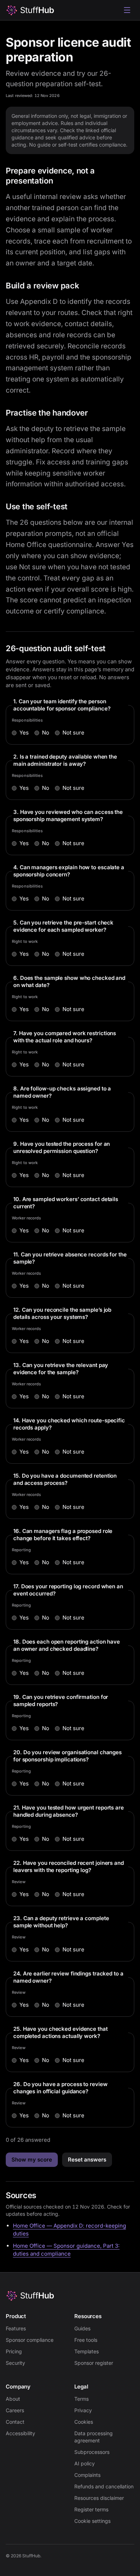 StuffHub
Sponsor licence audit
preparation
Review evidence and try our 26-
question preparation self-test.
Last reviewed: 12 Nov 2026
General information only, not legal, immigration or
employment advice. Rules and individual
circumstances vary. Check the linked official
guidance and seek qualified advice before
acting. No guide or self-test certifies compliance.
Prepare evidence, not a
presentation
A useful internal review asks whether
another trained person can find the
evidence and explain the process.
Choose a small sample of worker
records, then follow each requirement
to its current position, and list gaps with
an owner and a target date.
Build a review pack
Use Appendix D to identify the records
relevant to your routes. Check that right
to work evidence, contact details,
absences and role records can be
retrieved securely. Reconcile records
across HR, payroll and the sponsorship
management system rather than
treating one system as automatically
correct.
Practise the handover
Ask the deputy to retrieve the sample
without help from the usual
administrator. Record where they
struggle. Fix access and training gaps
while keeping sensitive worker
information within authorised access.
Use the self-test
The 26 questions below are our internal
preparation prompts, not an official
Home Office questionnaire. Answer Yes
only where you can show evidence;
use No where you have not tested the
control. Treat every gap as an
evidence item even if overall score is high.
The score cannot predict an inspection
outcome or certify compliance.
26-question audit self-test
Answer every question. Yes means you can show
evidence. Answers stay in this page's memory and
disappear when you reset or reload. No answers
are sent or saved.
1. Can your team identify the person
accountable for sponsor compliance?
Responsibilities
Yes No Not sure
2. Is a trained deputy available when the
main administrator is away?
Responsibilities
Yes No Not sure
3. Have you reviewed who can access the
sponsorship management system?
Responsibilities
Yes No Not sure
4. Can managers explain how to escalate a
sponsorship concern?
Responsibilities
Yes No Not sure
5. Can you retrieve the pre-start check
evidence for each sampled worker?
Right to work
Yes No Not sure
6. Does the sample show who checked and
on what date?
Right to work
Yes No Not sure
7. Have you compared work restrictions
with the actual role and hours?
Right to work
Yes No Not sure
8. Are follow-up checks assigned to a
named owner?
Right to work
Yes No Not sure
9. Have you tested the process for an
unresolved permission question?
Right to work
Yes No Not sure
10. Are sampled workers' contact details
current?
Worker records
Yes No Not sure
11. Can you retrieve absence records for the
sample?
Worker records
Yes No Not sure
12. Can you reconcile the sample's job
details across your systems?
Worker records
Yes No Not sure
13. Can you retrieve the relevant pay
evidence for the sample?
Worker records
Yes No Not sure
14. Have you checked which route-specific
records apply?
Worker records
Yes No Not sure
15. Do you have a documented retention
and access process?
Worker records
Yes No Not sure
16. Can managers flag a proposed role
change before it takes effect?
Reporting
Yes No Not sure
17. Does your reporting log record when an
event occurred?
Reporting
Yes No Not sure
18. Does each open reporting action have
an owner and checked deadline?
Reporting
Yes No Not sure
19. Can you retrieve confirmation for
sampled reports?
Reporting
Yes No Not sure
20. Do you review organisational changes
for sponsorship implications?
Reporting
Yes No Not sure
21. Have you tested how urgent reports are
handled during absence?
Reporting
Yes No Not sure
22. Have you reconciled recent joiners and
leavers with the reporting log?
Review
Yes No Not sure
23. Can a deputy retrieve a complete
sample without help?
Review
Yes No Not sure
24. Are earlier review findings tracked to a
named owner?
Review
Yes No Not sure
25. Have you checked evidence that
completed actions actually work?
Review
Yes No Not sure
26. Do you have a process to review
changes in official guidance?
Review
Yes No Not sure
0 of 26 answered
Show my score Reset answers
Sources
Official sources checked on 12 Nov 2026. Check for
updates before acting.
Home Office — Appendix D: record-keeping
duties
Home Office — Sponsor guidance, Part 3:
duties and compliance
StuffHub
Product Resources
Features Guides
Sponsor compliance Free tools
Pricing Templates
Security Sponsor register
Company Legal
About Terms
Careers Privacy
Contact Cookies
Accessibility Data processing
agreement
Subprocessors
AI policy
Complaints
Refunds and cancellation
Resources disclaimer
Register terms
Cookie settings
© 2026 StuffHub.